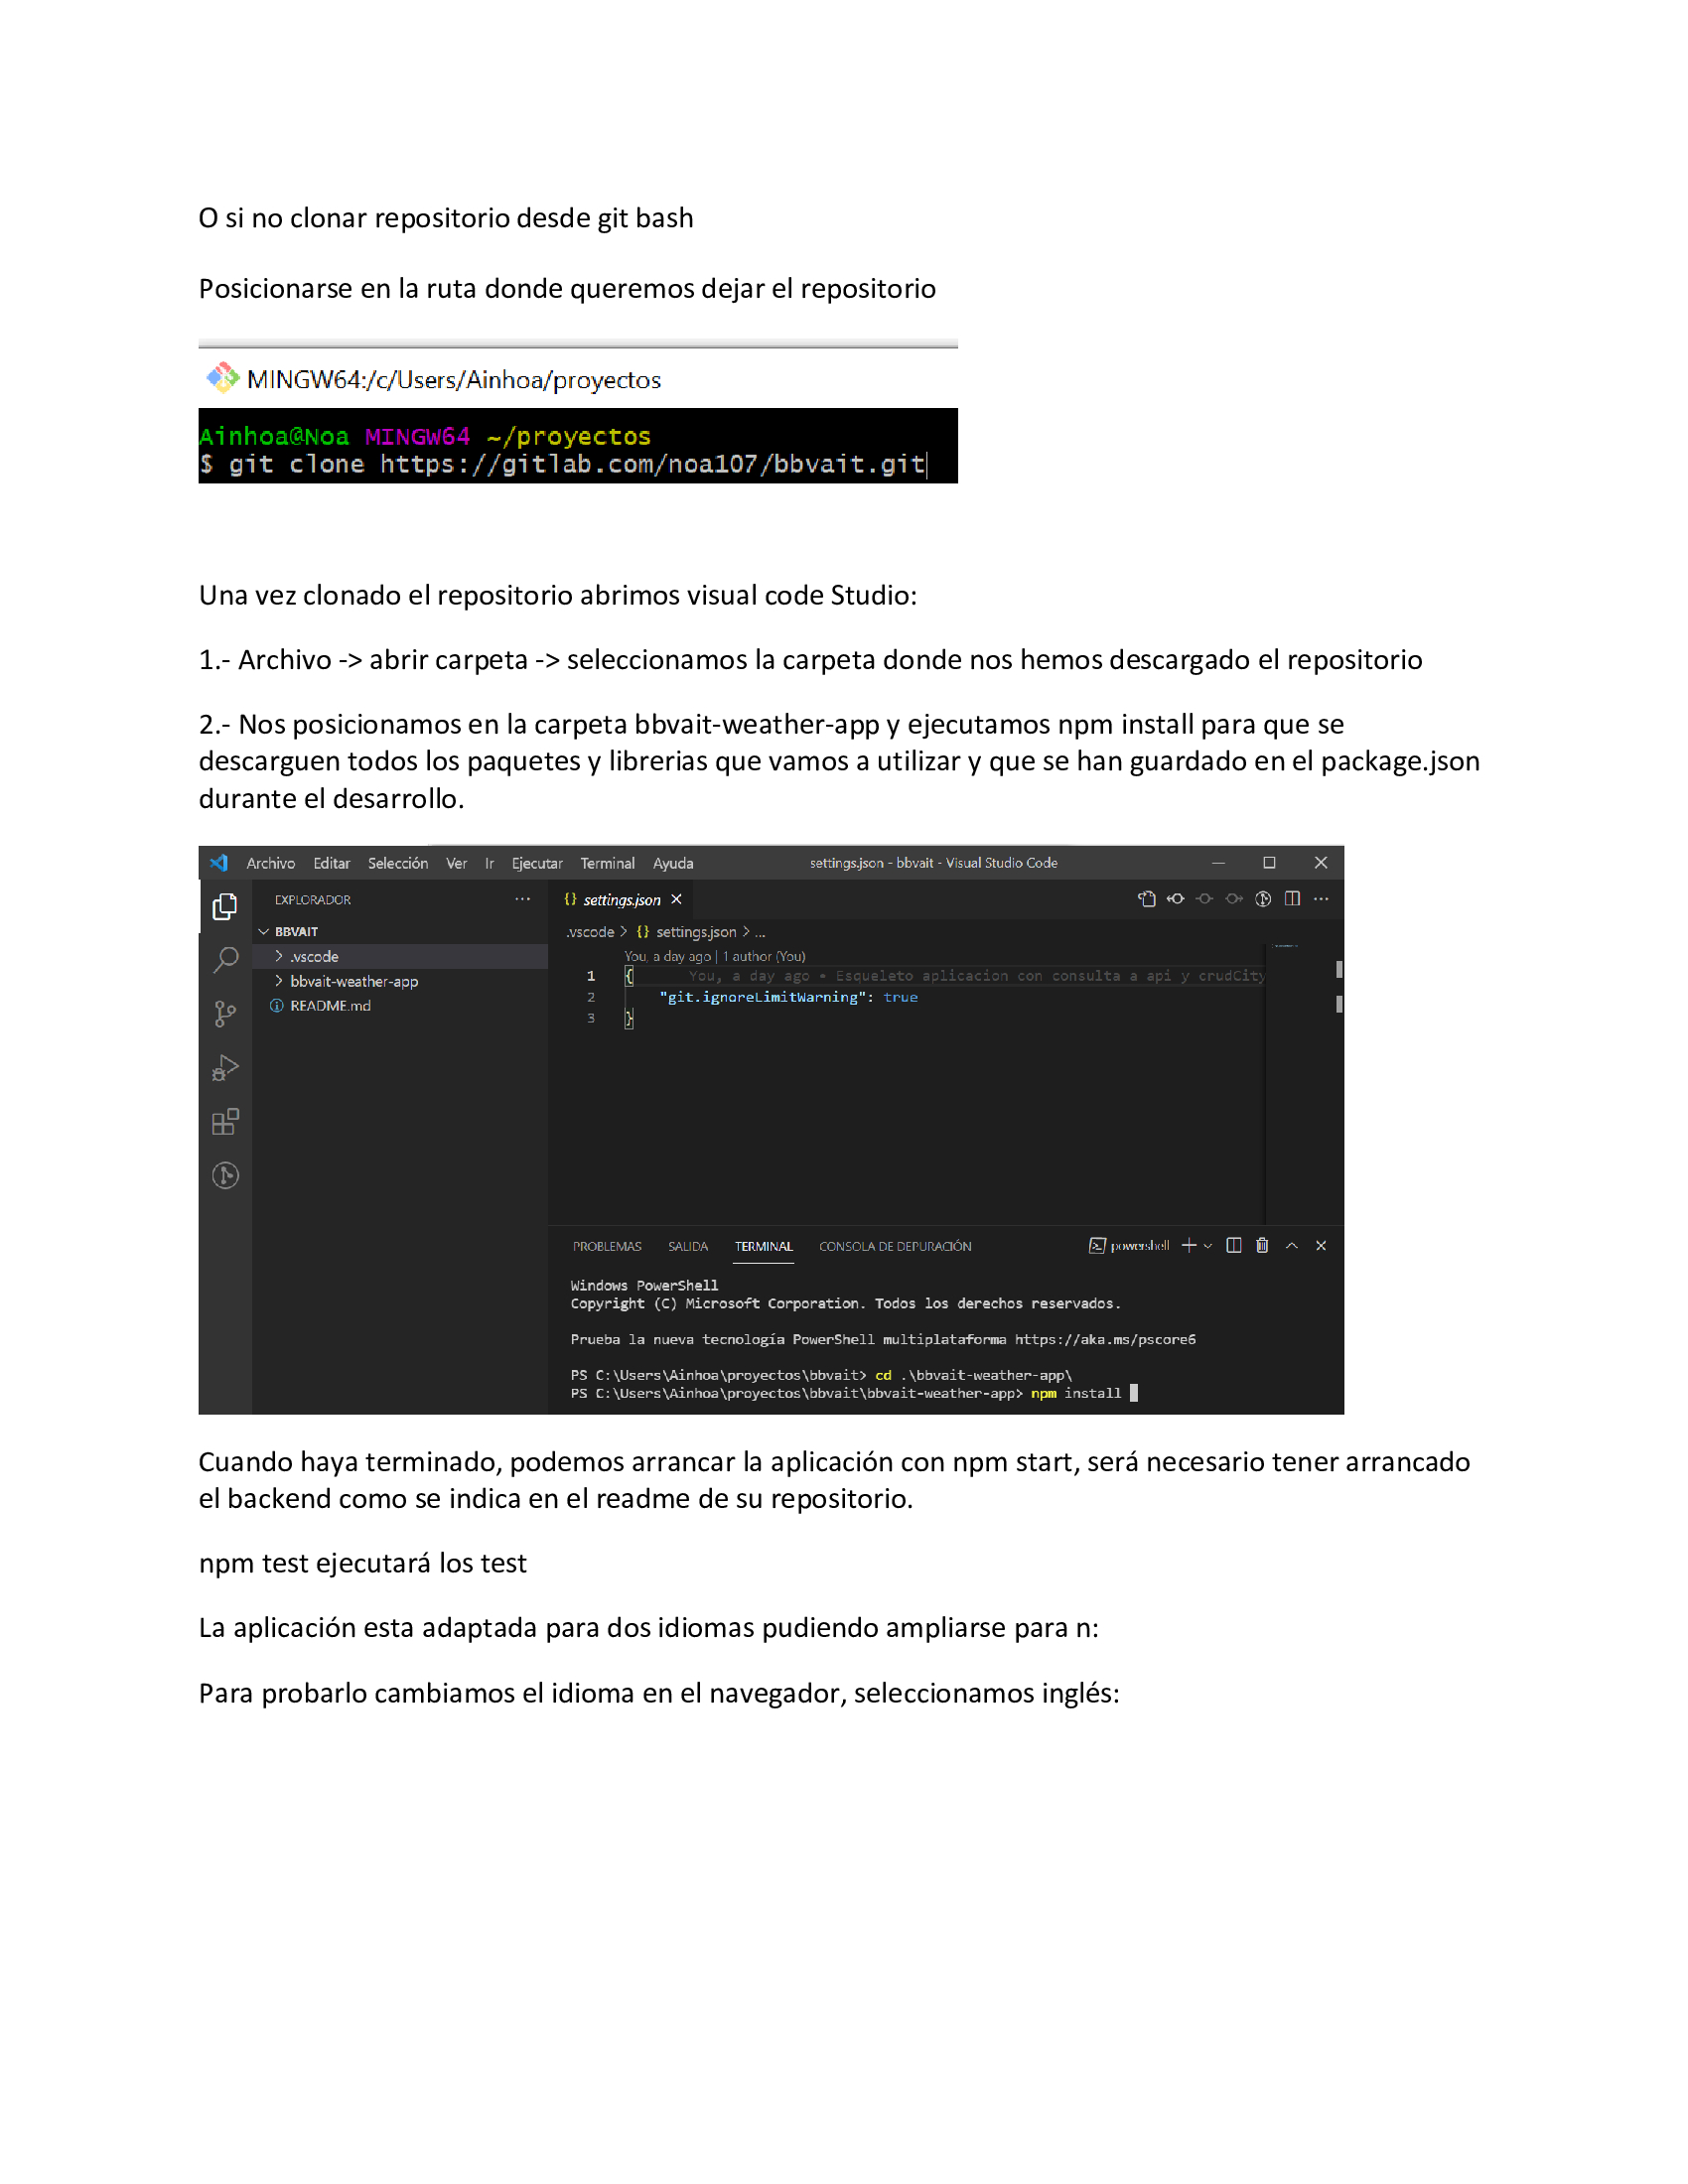 O si no clonar repositorio desde git bash
Posicionarse en la ruta donde queremos dejar el repositorio
MINGW64:/c/Users/Ainhoa/proyectos
Ainhoa@Noa MINGW64 ~/proyectos
$ git clone https://gitlab.com/noa107/bbvait.git
Una vez clonado el repositorio abrimos visual code Studio:
1.- Archivo -> abrir carpeta -> seleccionamos la carpeta donde nos hemos descargado el repositorio
2.- Nos posicionamos en la carpeta bbvait-weather-app y ejecutamos npm install para que se
descarguen todos los paquetes y librerias que vamos a utilizar y que se han guardado en el package.json
durante el desarrollo.
Archivo Editar Selección Ver Ir Ejecutar Terminal Ayuda settings.json - bbvait - Visual Studio Code
EXPLORADOR ... {} settings.json
BBVAIT
.vscode > {} settings.json > ...
> .vscode
> bbvait-weather-app
README.md
You, a day ago | 1 author (You)
1 { You, a day ago • Esqueleto aplicacion con consulta a api y crudCity
2 "git.ignoreLimitWarning": true
3 }
PROBLEMAS SALIDA TERMINAL CONSOLA DE DEPURACIÓN powershell
Windows PowerShell
Copyright (C) Microsoft Corporation. Todos los derechos reservados.
Prueba la nueva tecnología PowerShell multiplataforma https://aka.ms/pscore6
PS C:\Users\Ainhoa\proyectos\bbvait> cd .\bbvait-weather-app\
PS C:\Users\Ainhoa\proyectos\bbvait\bbvait-weather-app> npm install
Cuando haya terminado, podemos arrancar la aplicación con npm start, será necesario tener arrancado
el backend como se indica en el readme de su repositorio.
npm test ejecutará los test
La aplicación esta adaptada para dos idiomas pudiendo ampliarse para n:
Para probarlo cambiamos el idioma en el navegador, seleccionamos inglés: